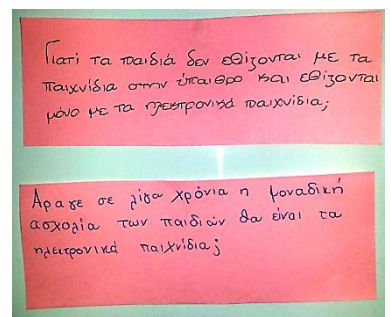 Γιατί τα παιδιά δεν εθίζονται με τα
παιχνίδια στην ύπαιθρο και εθίζονται
μόνο με τα ηλεκτρονικά παιχνίδια;
Άραγε σε λίγα χρόνια η μοναδική
ασχολία των παιδιών θα είναι τα
ηλεκτρονικά παιχνίδια;